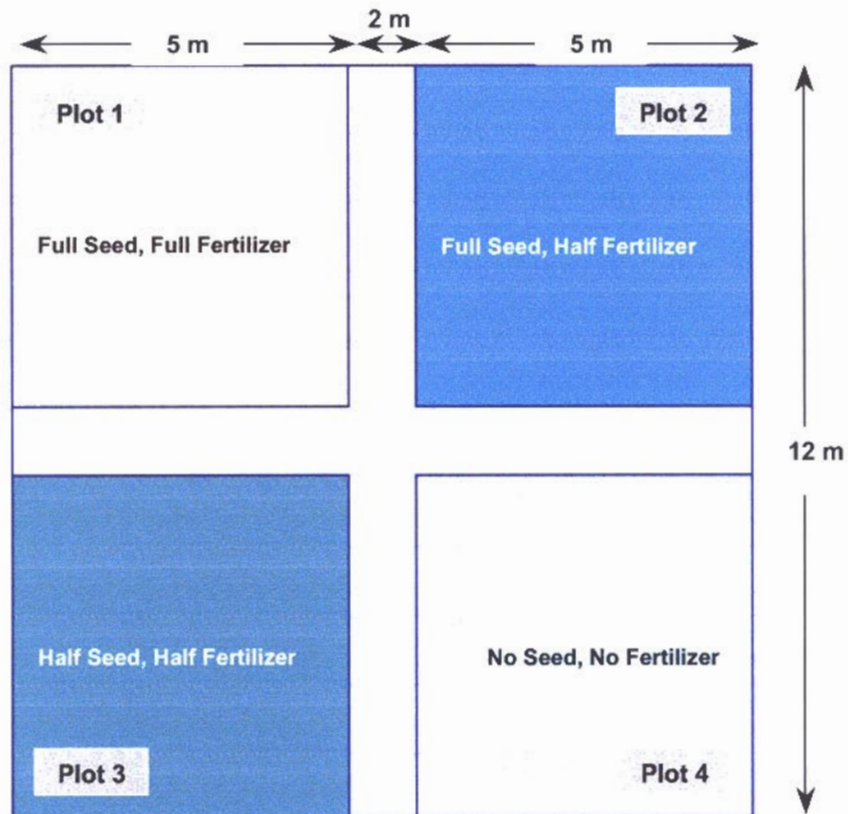 2 m
5 m
5 m
Plot 1
Plot 2
Full Seed, Full Fertilizer
Full Seed, Half Fertilizer
12 m
Half Seed, Half Fertilizer
No Seed, No Fertilizer
Plot 3
Plot 4